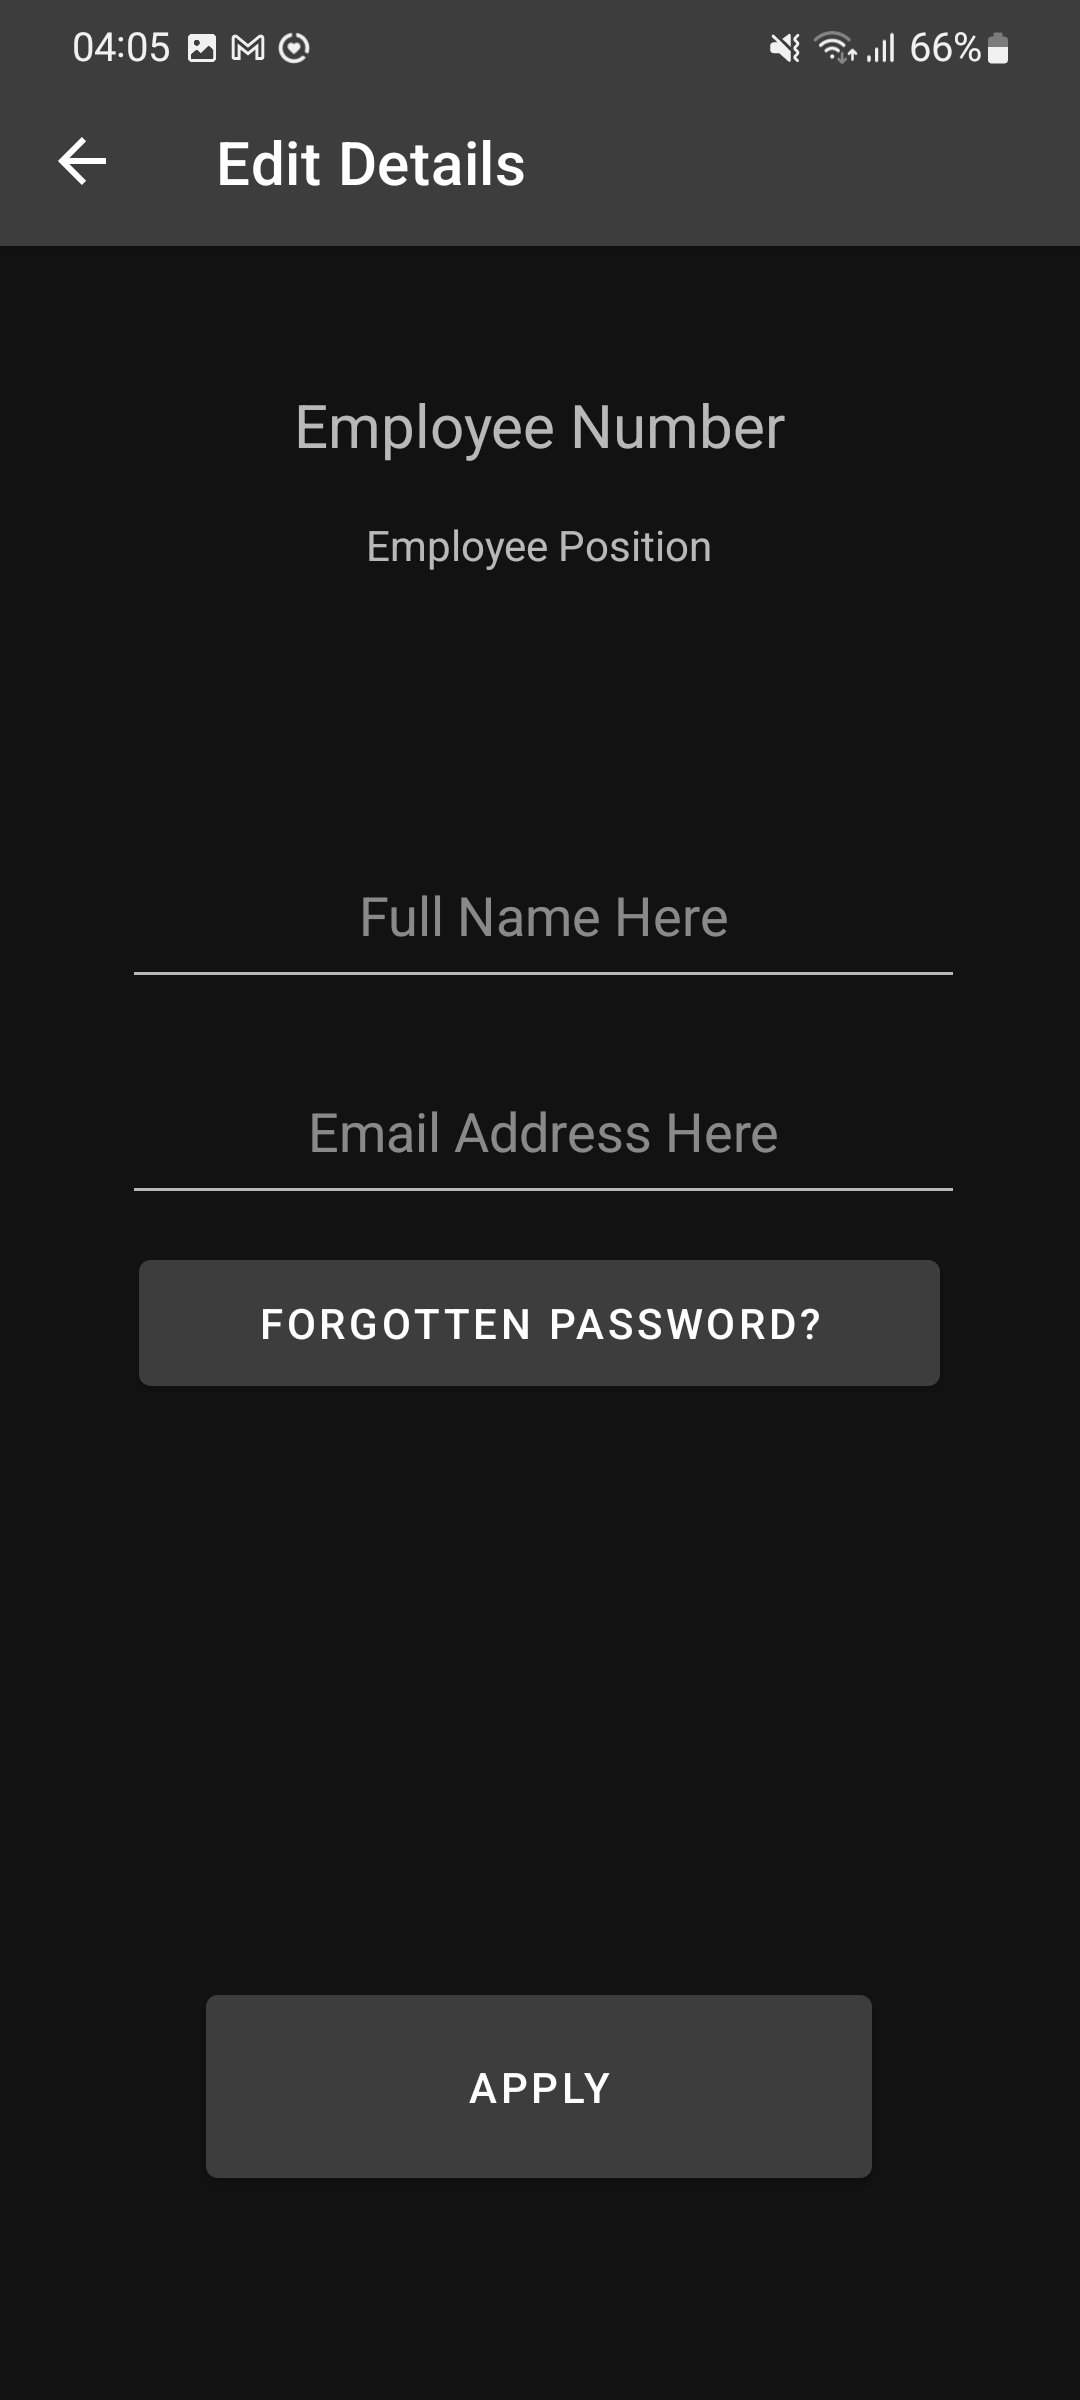 04:05 66%
Edit Details
Employee Number
Employee Position
Full Name Here
Email Address Here
FORGOTTEN PASSWORD?
APPLY